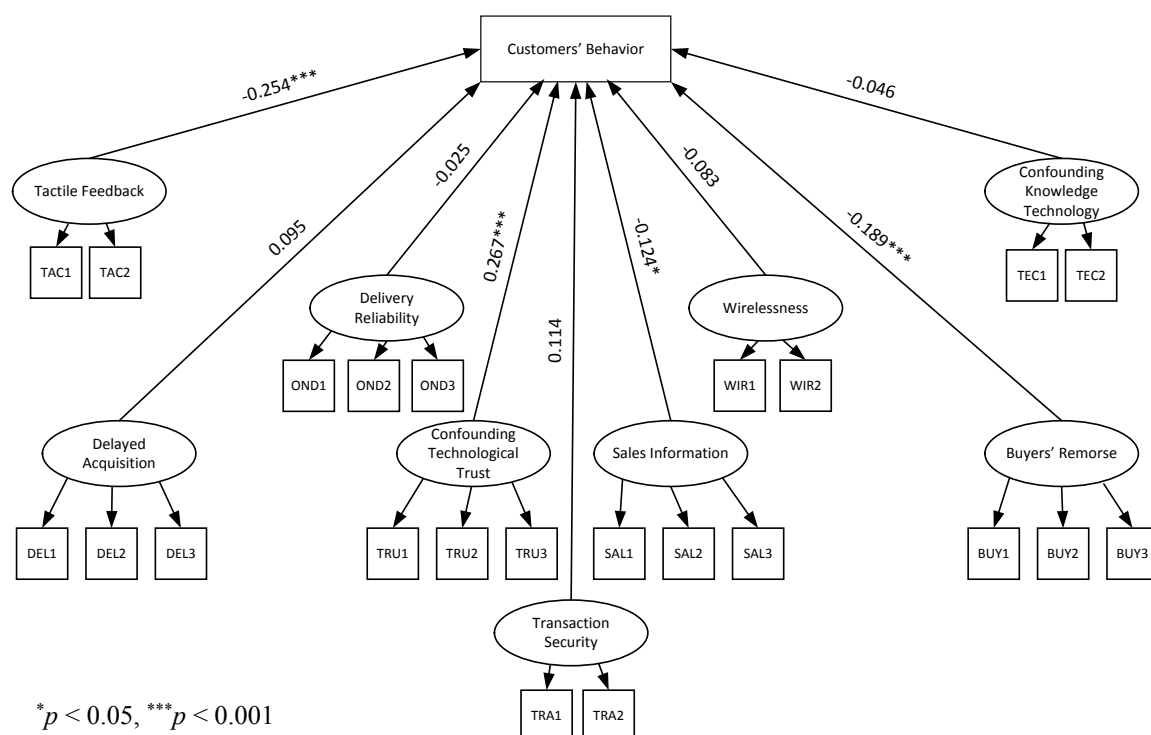 Customers’ Behavior
-0.254***
-0.046
-0.025
-0.083
Tactile Feedback
Confounding
Knowledge
Technology
0.095
0.267***
-0.124*
-0.189***
TAC1 TAC2
TEC1 TEC2
Delivery
Reliability
Wirelessness
0.114
OND1 OND2 OND3
WIR1 WIR2
Delayed
Acquisition
Confounding
Technological
Trust
Sales Information
Buyers’ Remorse
DEL1 DEL2 DEL3
TRU1 TRU2 TRU3
SAL1 SAL2 SAL3
BUY1 BUY2 BUY3
Transaction
Security
TRA1 TRA2
*p < 0.05, ***p < 0.001